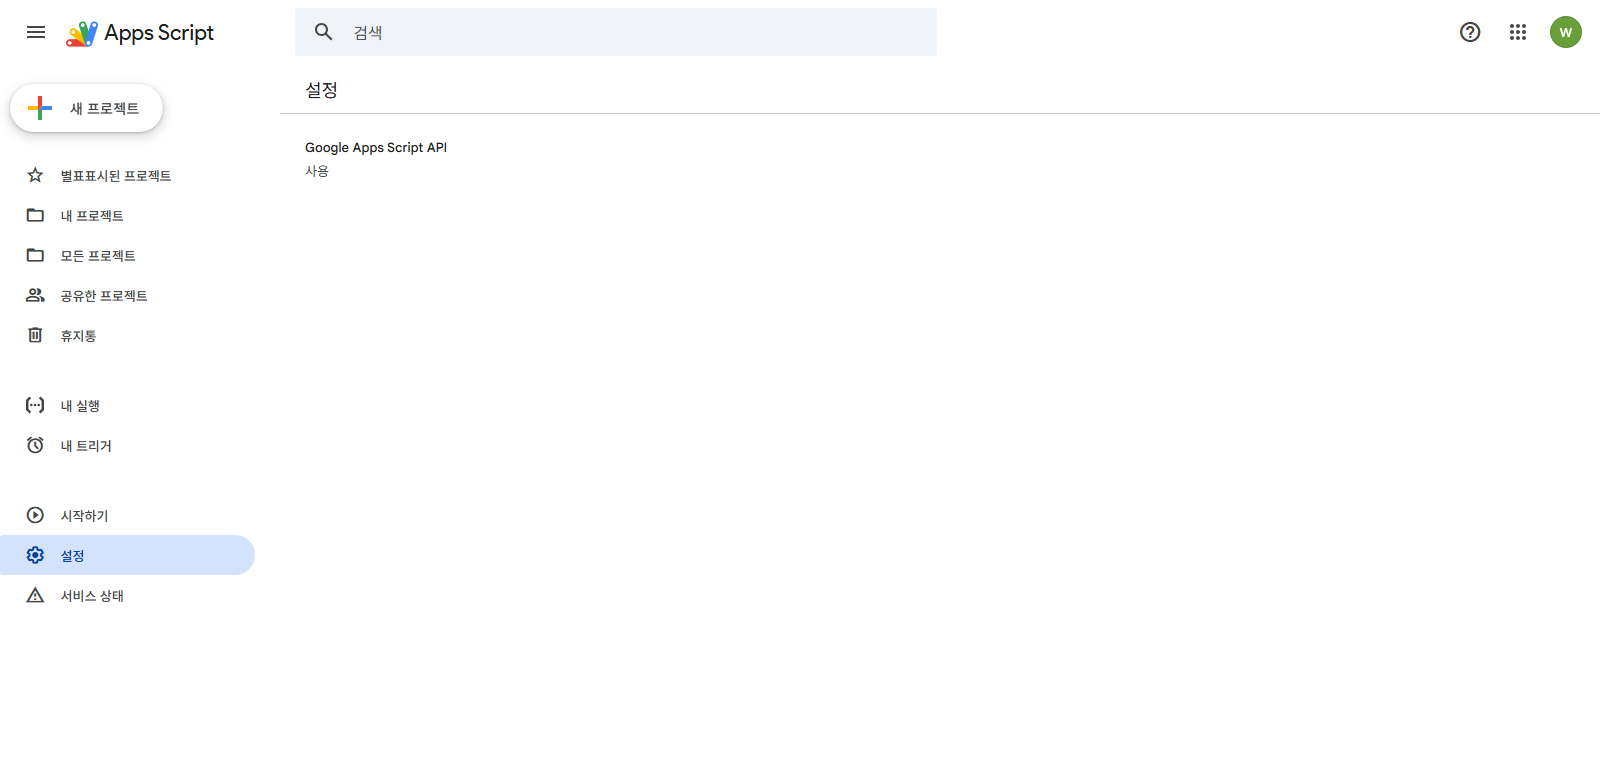 Apps Script
검색
W
새 프로젝트
별표표시된 프로젝트
내 프로젝트
모든 프로젝트
공유한 프로젝트
휴지통
내 실행
내 트리거
시작하기
설정
서비스 상태
설정
Google Apps Script API
사용